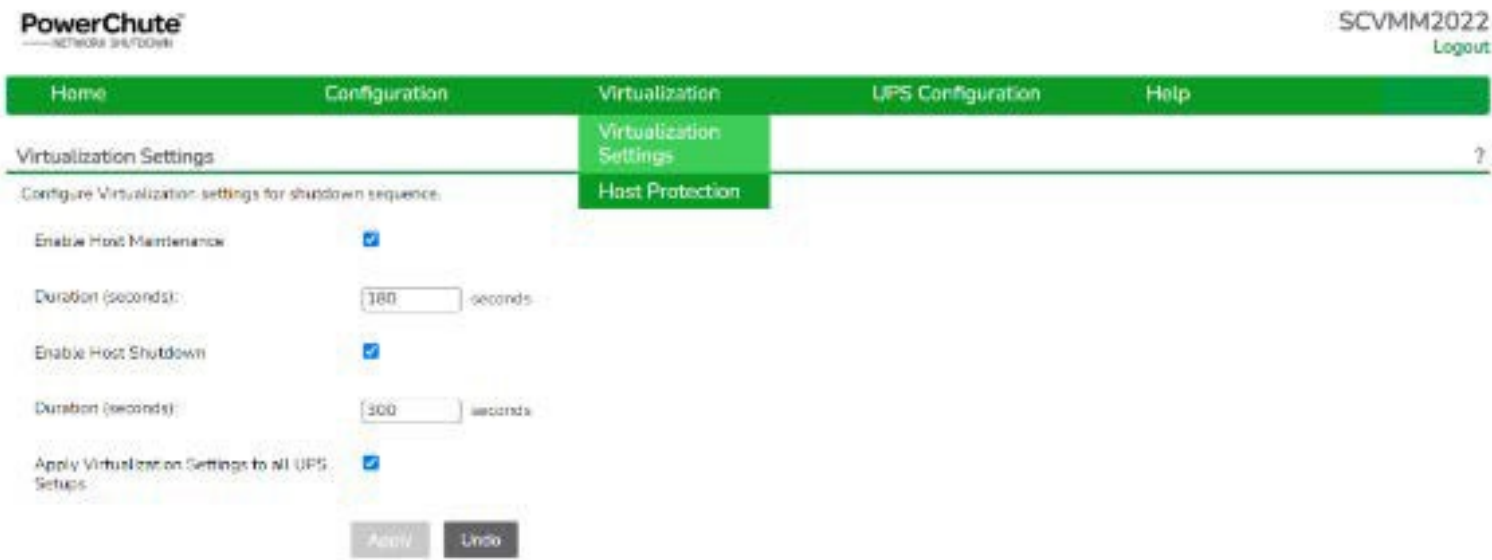 PowerChute
NETWORK SHUTDOWN
SCVMM2022
Logout
Home Configuration Virtualization UPS Configuration Help
Virtualization Settings
Host Protection
Virtualization Settings ?
Configure Virtualization settings for shutdown sequence.
Enable Host Maintenance
Duration (seconds): 180 seconds
Enable Host Shutdown
Duration (seconds): 300 seconds
Apply Virtualization Settings to all UPS
Setups
Apply Undo